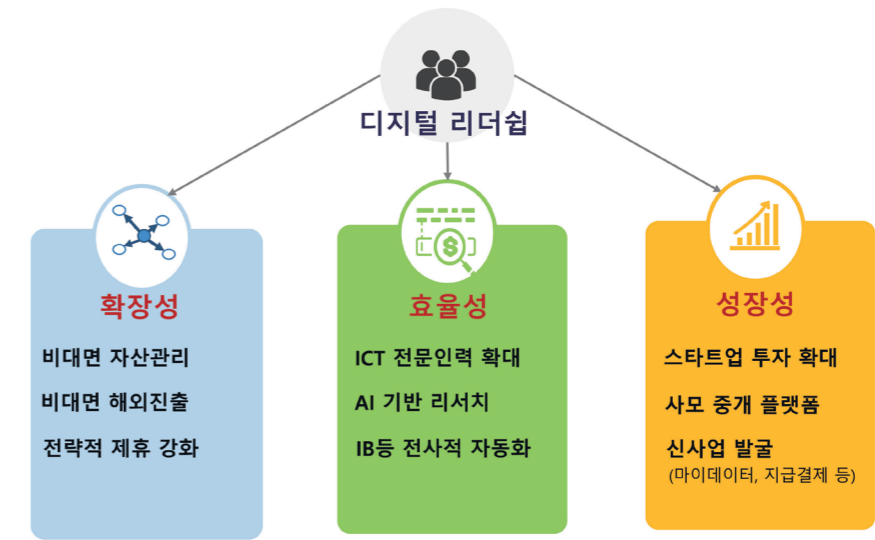 디지털 리더쉽
확장성
비대면 자산관리
비대면 해외진출
전략적 제휴 강화
효율성
ICT 전문인력 확대
AI 기반 리서치
IB등 전사적 자동화
성장성
스타트업 투자 확대
사모 중개 플랫폼
신사업 발굴
(마이데이터, 지급결제 등)